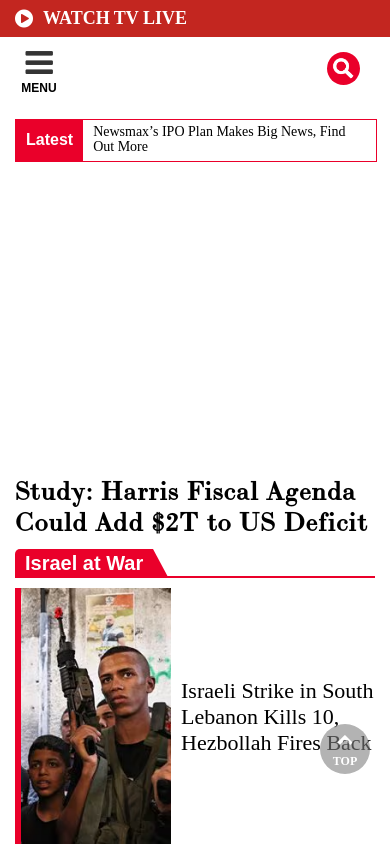 WATCH TV LIVE
MENU
Latest
Newsmax’s IPO Plan Makes Big News, Find
Out More
Study: Harris Fiscal Agenda
Could Add $2T to US Deficit
Israel at War
Israeli Strike in South
Lebanon Kills 10,
Hezbollah Fires Back
TOP